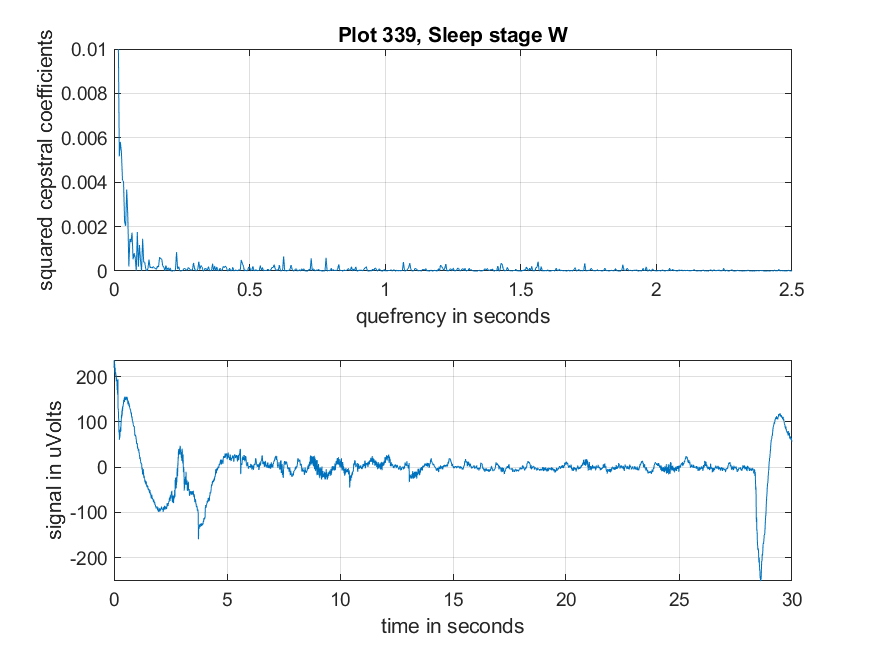 Plot 339, Sleep stage W
squared cepstral coefficients
0.01
0.008
0.006
0.004
0.002
0
0 0.5 1 1.5 2 2.5
quefrency in seconds
signal in uVolts
200
100
0
-100
-200
0 5 10 15 20 25 30
time in seconds